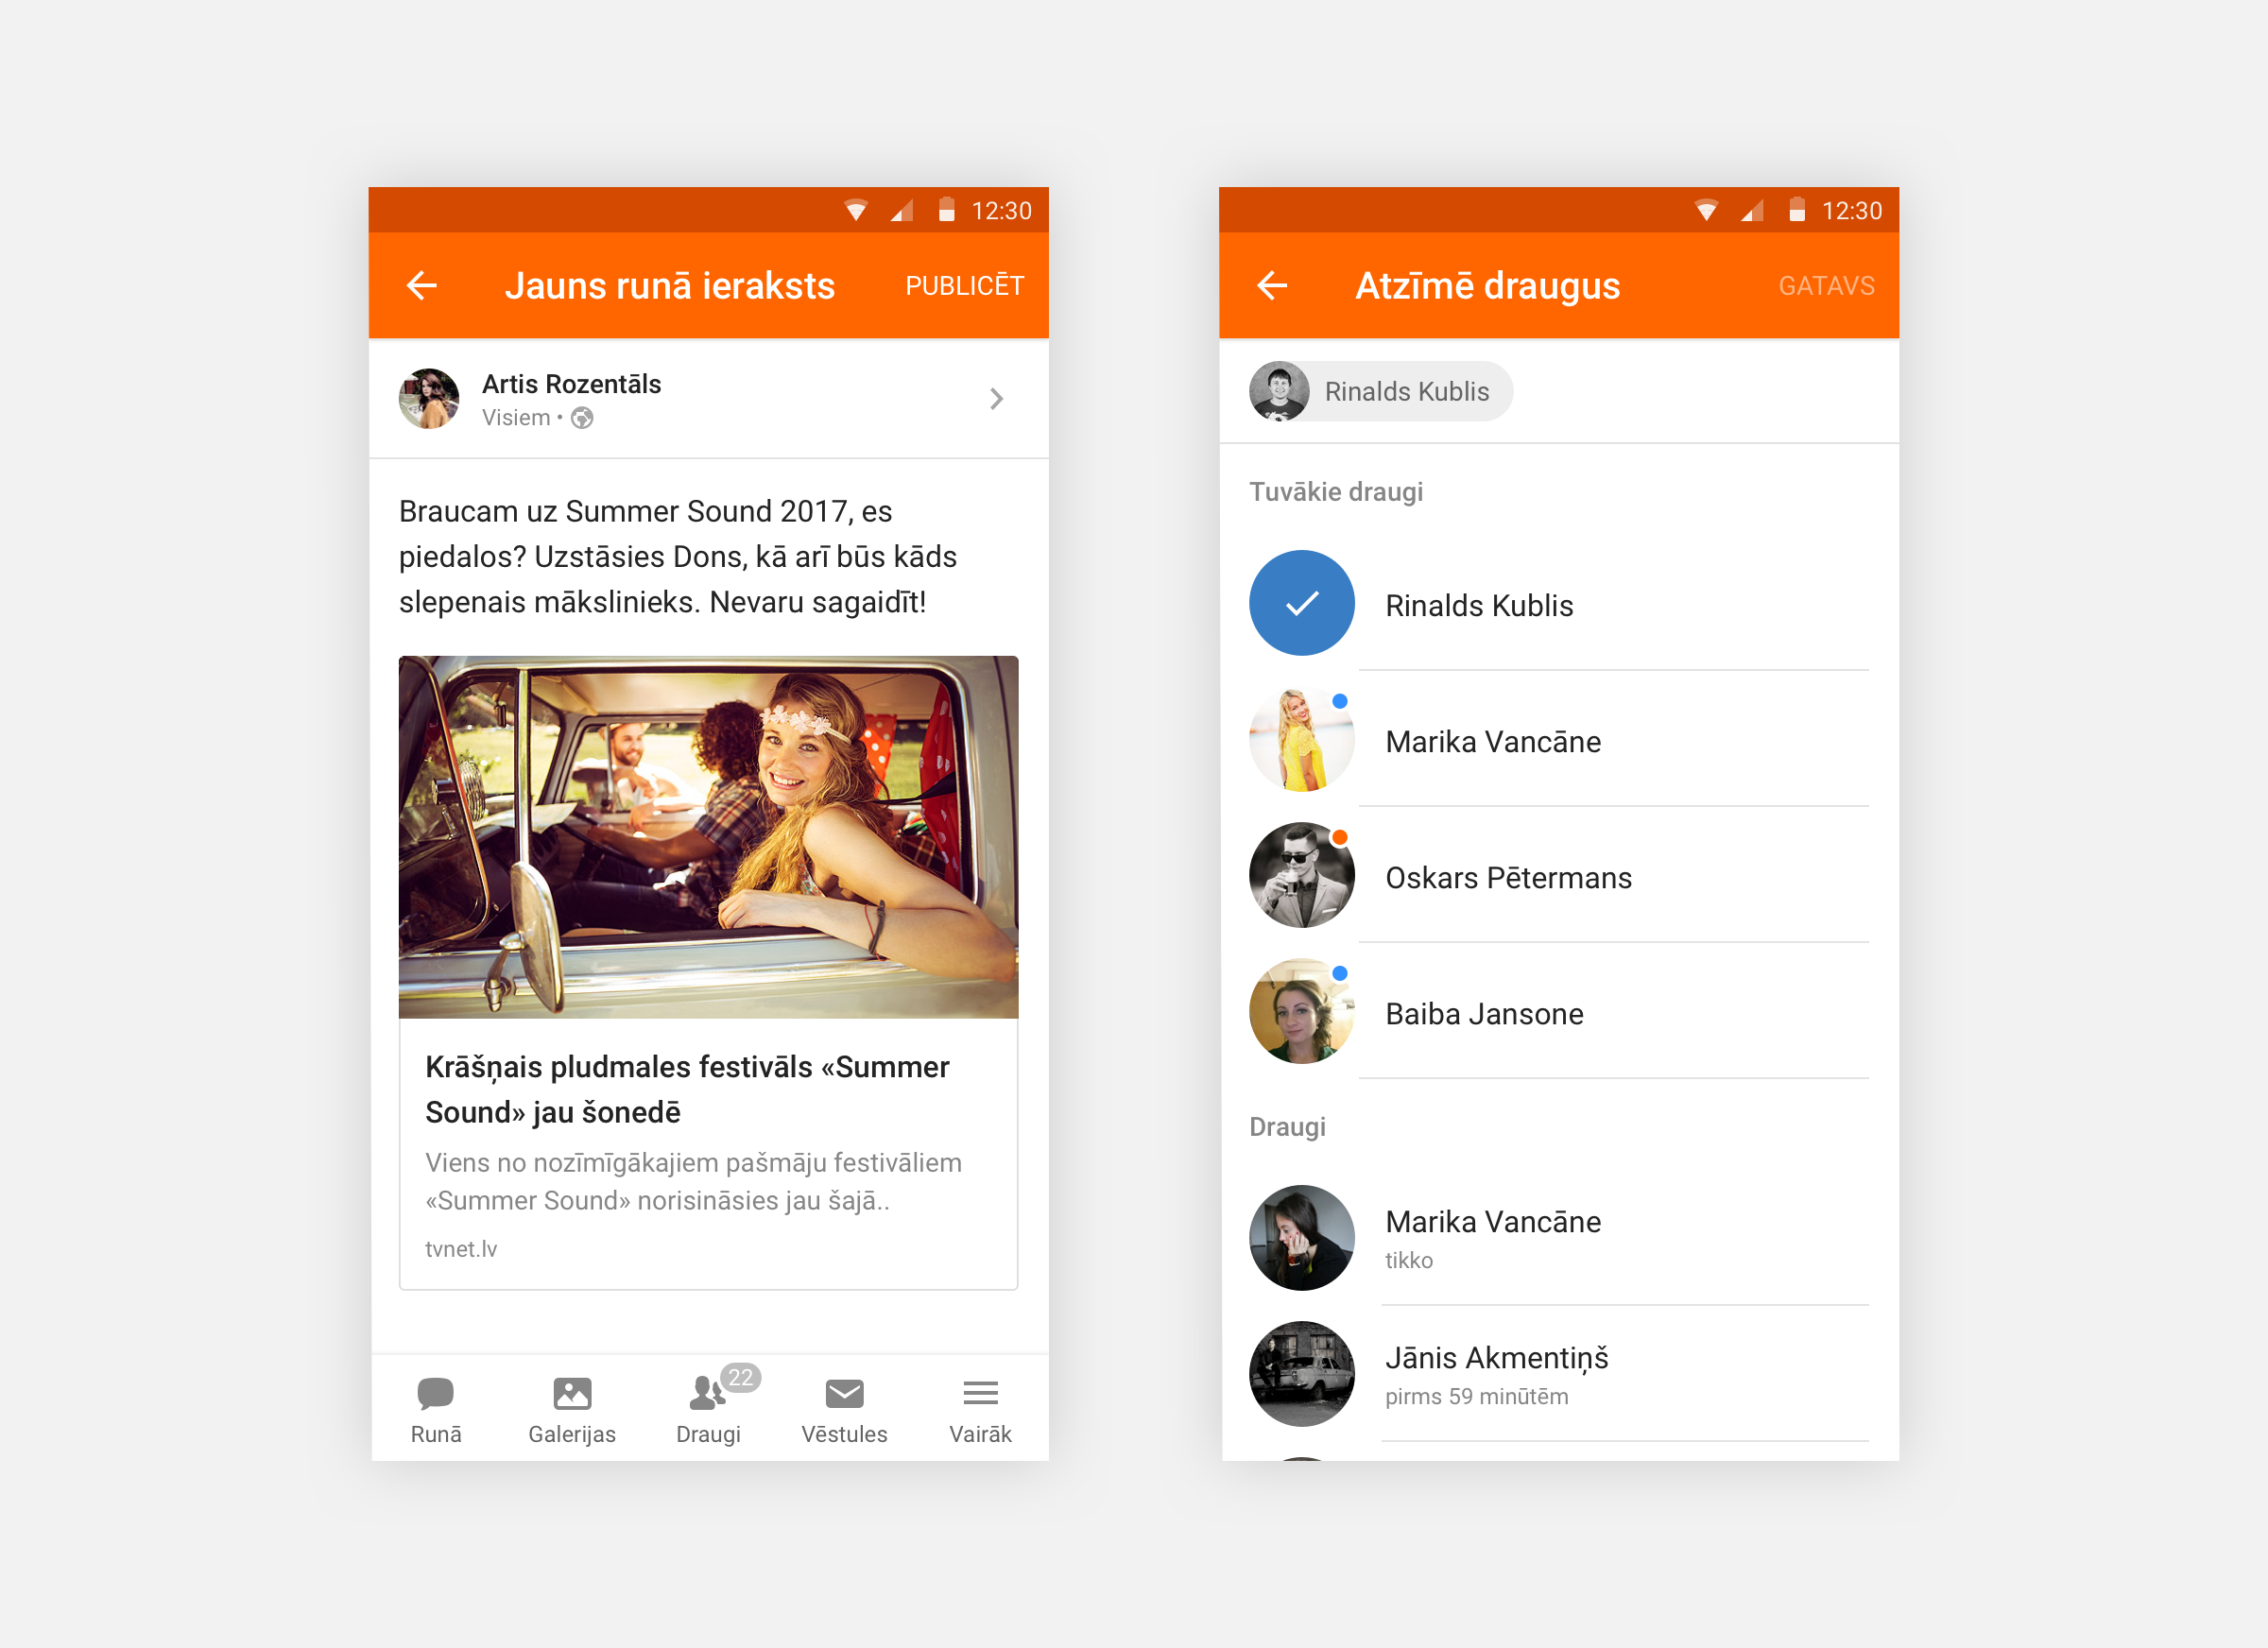 12:30
Jauns runā ieraksts
PUBLICĒT
Artis Rozentāls
Visiem •
Braucam uz Summer Sound 2017, es
piedalos? Uzstāsies Dons, kā arī būs kāds
slepenais mākslinieks. Nevaru sagaidīt!
Krāšņais pludmales festivāls «Summer
Sound» jau šonedē
Viens no nozīmīgākajiem pašmāju festivāliem
«Summer Sound» norisināsies jau šajā..
tvnet.lv
22
Runā
Galerijas
Draugi
Vēstules
Vairāk
12:30
Atzīmē draugus
GATAVS
Rinalds Kublis
Tuvākie draugi
Rinalds Kublis
Marika Vancāne
Oskars Pētermans
Baiba Jansone
Draugi
Marika Vancāne
tikko
Jānis Akmentiņš
pirms 59 minūtēm